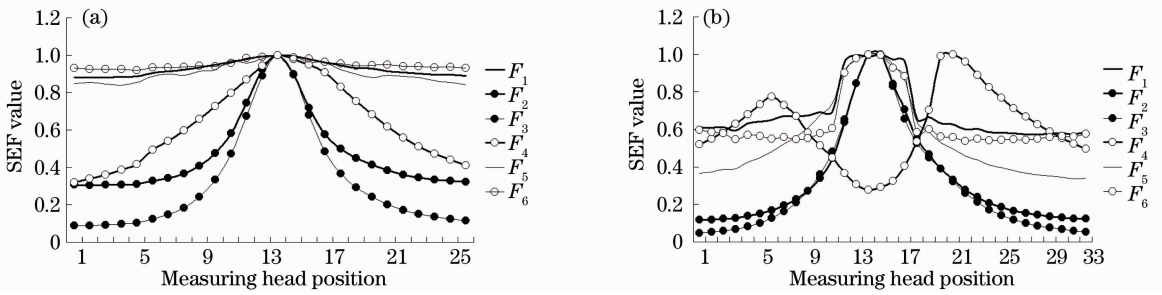 (a)
1.2
1.0
0.8
0.6
0.4
0.2
0
SEF value
1 5 9 13 17 21 25
Measuring head position
F1
F2
F3
F4
F5
F6
(b)
1.2
1.0
0.8
0.6
0.4
0.2
0
SEF value
1 5 9 13 17 21 25 29 33
Measuring head position
F1
F2
F3
F4
F5
F6